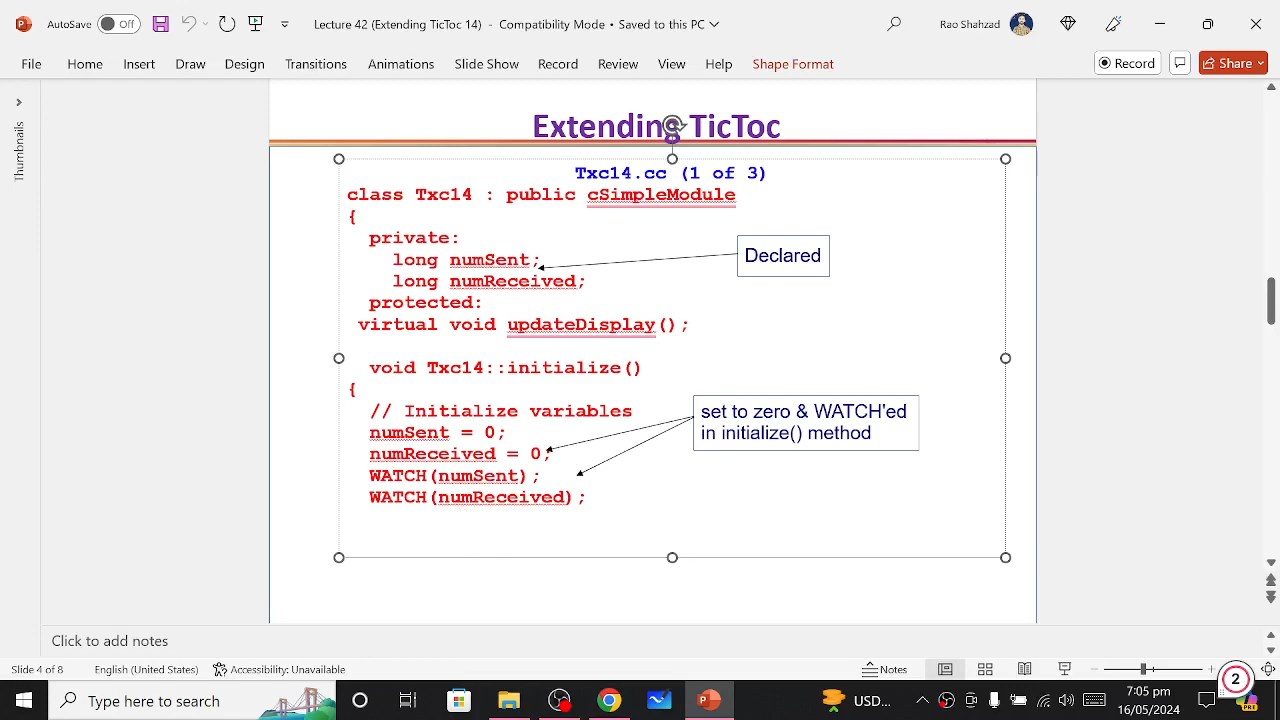 AutoSave Off Lecture 42 (Extending TicToc 14) - Compatibility Mode • Saved to this PC Rao Shahzad
File Home Insert Draw Design Transitions Animations Slide Show Record Review View Help Shape Format Record Share
Thumbnails
Extending TicToc
Txc14.cc (1 of 3)
class Txc14 : public cSimpleModule
{
private:
long numSent;
Declared
long numReceived;
protected:
virtual void updateDisplay();
void Txc14::initialize()
{
// Initialize variables
set to zero & WATCH'ed
in initialize() method
numSent = 0;
numReceived = 0;
WATCH(numSent);
WATCH(numReceived);
Click to add notes
Slide 4 of 8 English (United States) Accessibility: Unavailable Notes
2
Type here to search USD... 7:05 pm
16/05/2024
PRE